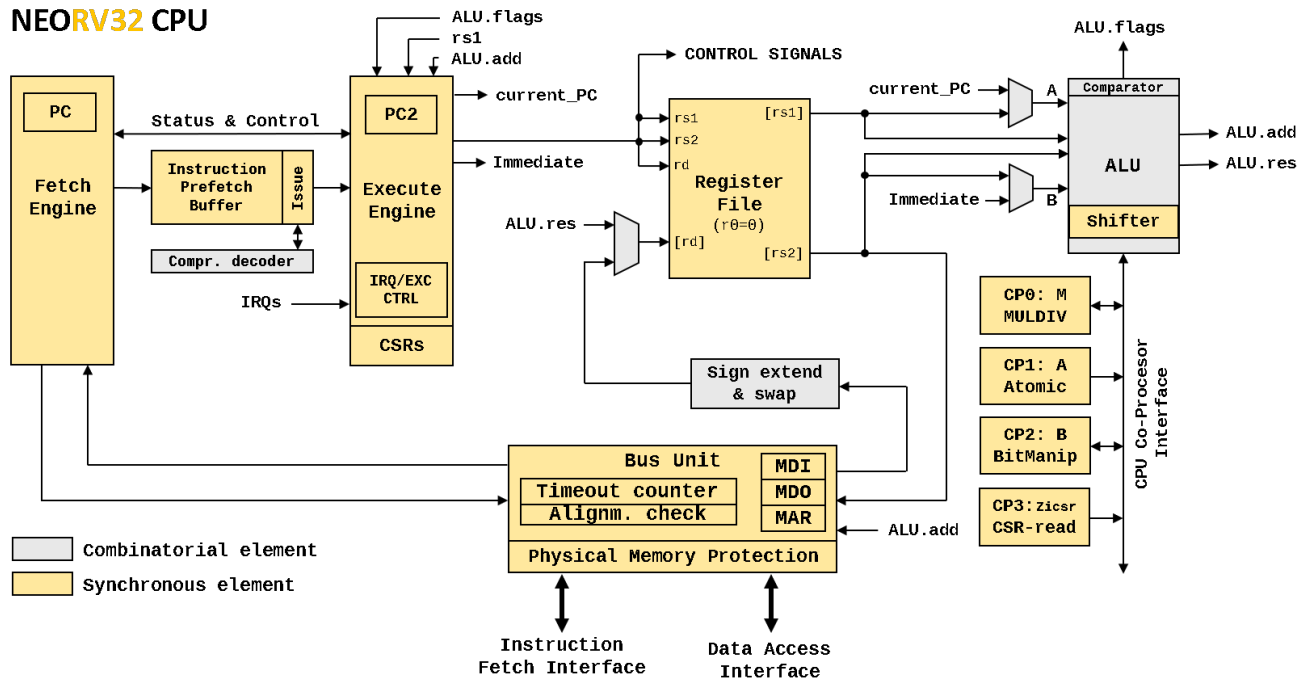 NEORV32 CPU
ALU.flags
rs1
ALU.add
PC
Fetch
Engine
Status & Control
Instruction
Prefetch
Buffer
Issue
Compr. decoder
IRQs
PC2
Execute
Engine
IRQ/EXC
CTRL
CSRs
current_PC
Immediate
CONTROL SIGNALS
rs1
rs2
rd
[rs1]
Register
File
(r0=0)
[rd]
[rs2]
ALU.res
current_PC
A
Immediate
B
ALU.flags
Comparator
ALU
Shifter
ALU.add
ALU.res
CP0: M
MULDIV
CP1: A
Atomic
CP2: B
BitManip
CP3: Zicsr
CSR-read
CPU Co-Procesor
Interface
Sign extend
& swap
Bus Unit
Timeout counter
Alignm. check
MDI
MDO
MAR
ALU.add
Physical Memory Protection
Instruction
Fetch Interface
Data Access
Interface
Combinatorial element
Synchronous element